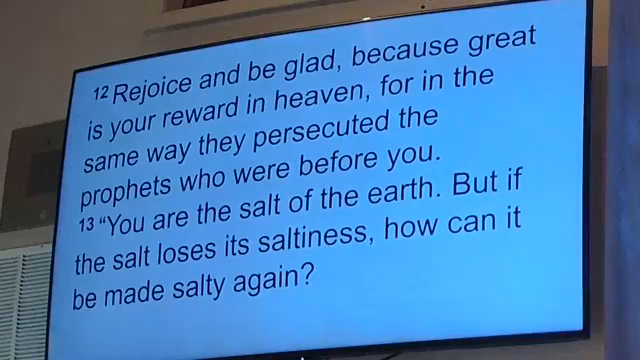 12 Rejoice and be glad, because great
is your reward in heaven, for in the
same way they persecuted the
prophets who were before you.
13 “You are the salt of the earth. But if
the salt loses its saltiness, how can it
be made salty again?